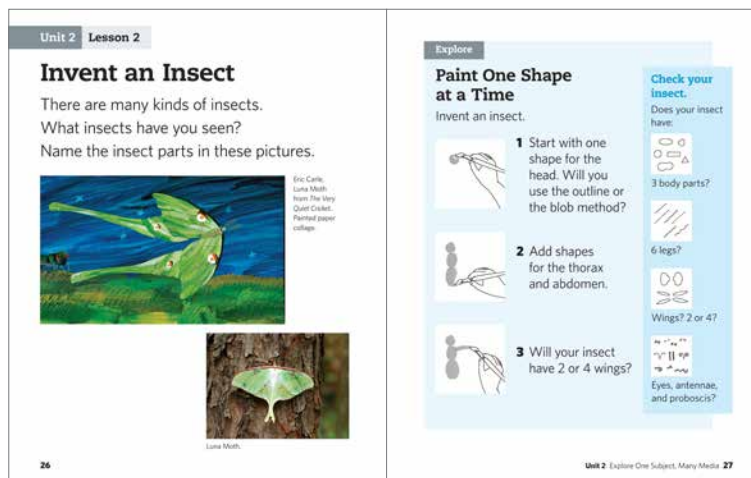 Unit 2 Lesson 2
Invent an Insect
There are many kinds of insects.
What insects have you seen?
Name the insect parts in these pictures.
Eric Carle,
Luna Moth
from The Very
Quiet Cricket.
Painted paper
collage.
Luna Moth.
26
Explore
Paint One Shape
at a Time
Invent an insect.
1 Start with one
shape for the
head. Will you
use the outline or
the blob method?
2 Add shapes
for the thorax
and abdomen.
3 Will your insect
have 2 or 4 wings?
Check your
insect.
Does your insect
have:
3 body parts?
6 legs?
Wings? 2 or 4?
Eyes, antennae,
and proboscis?
Unit 2 Explore One Subject, Many Media 27